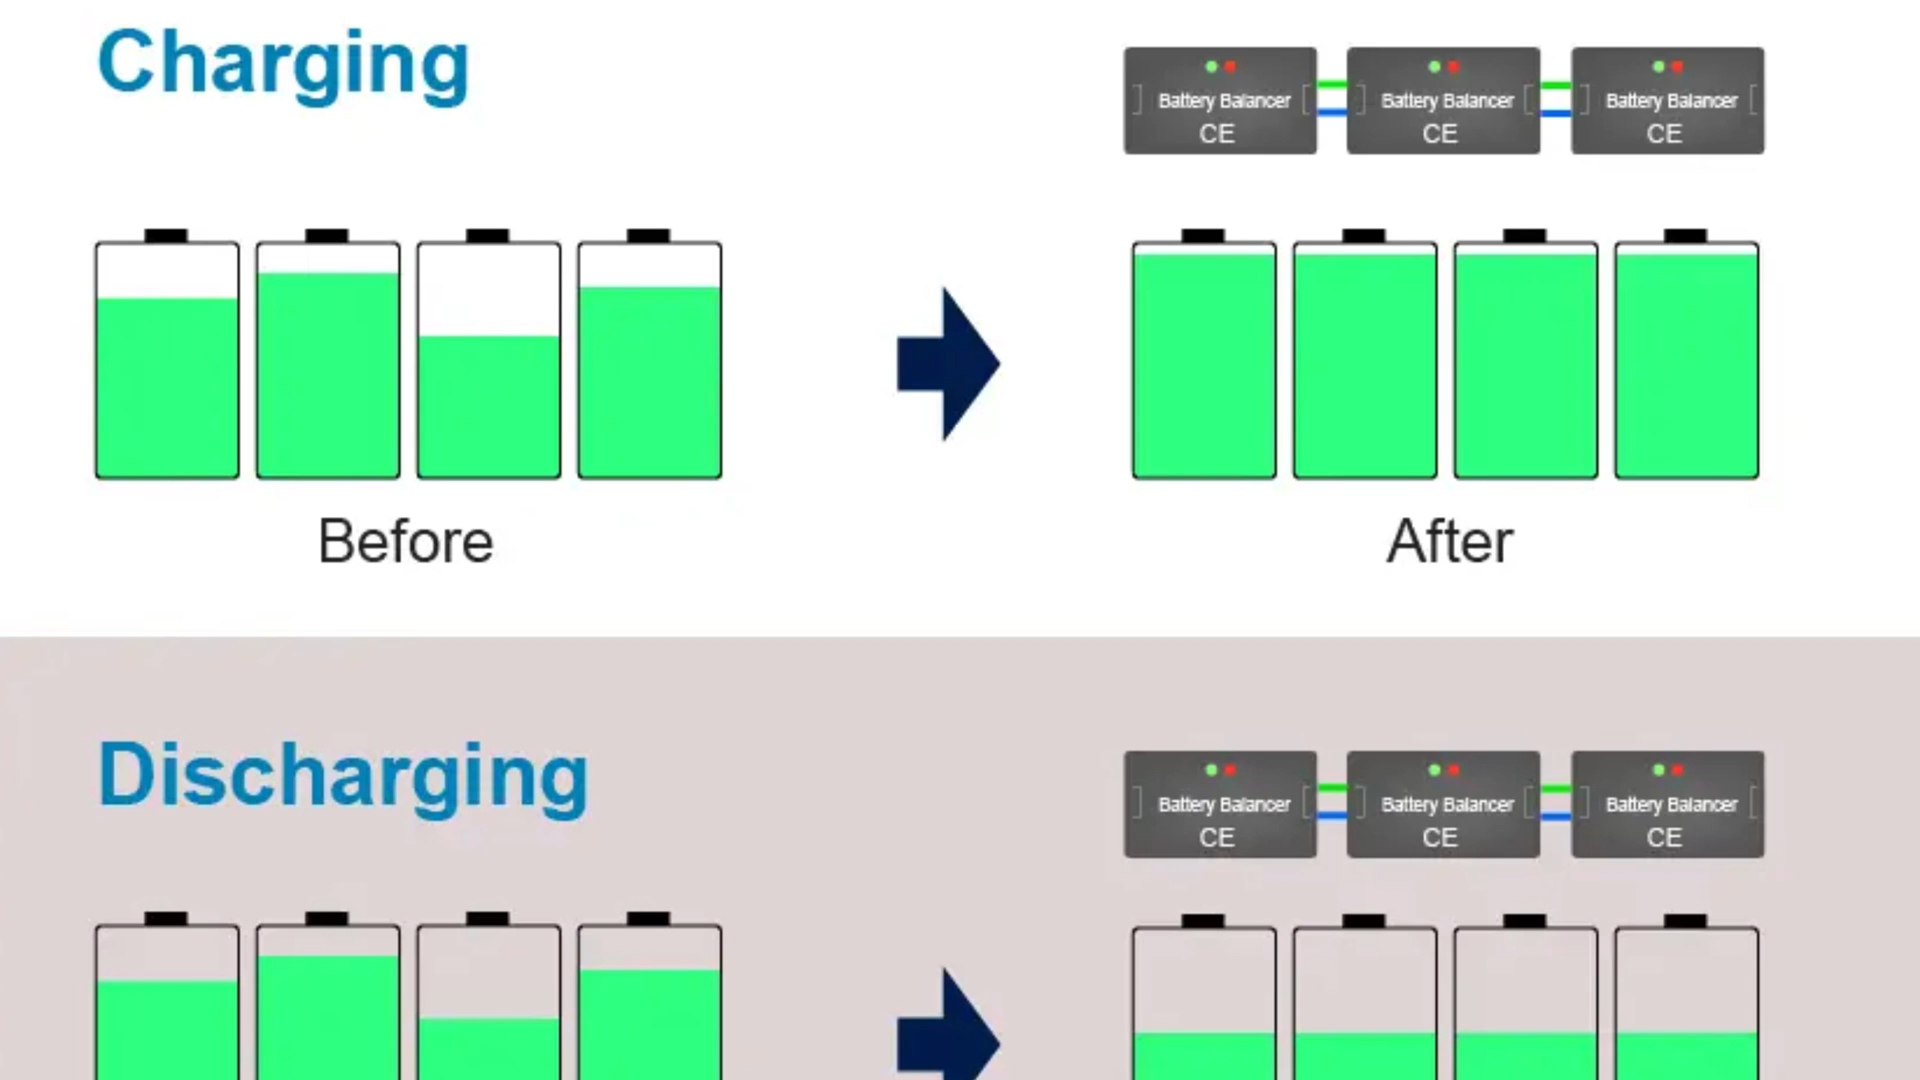 Charging
Battery Balancer
CE
Battery Balancer
CE
Battery Balancer
CE
Before
After
Discharging
Battery Balancer
CE
Battery Balancer
CE
Battery Balancer
CE